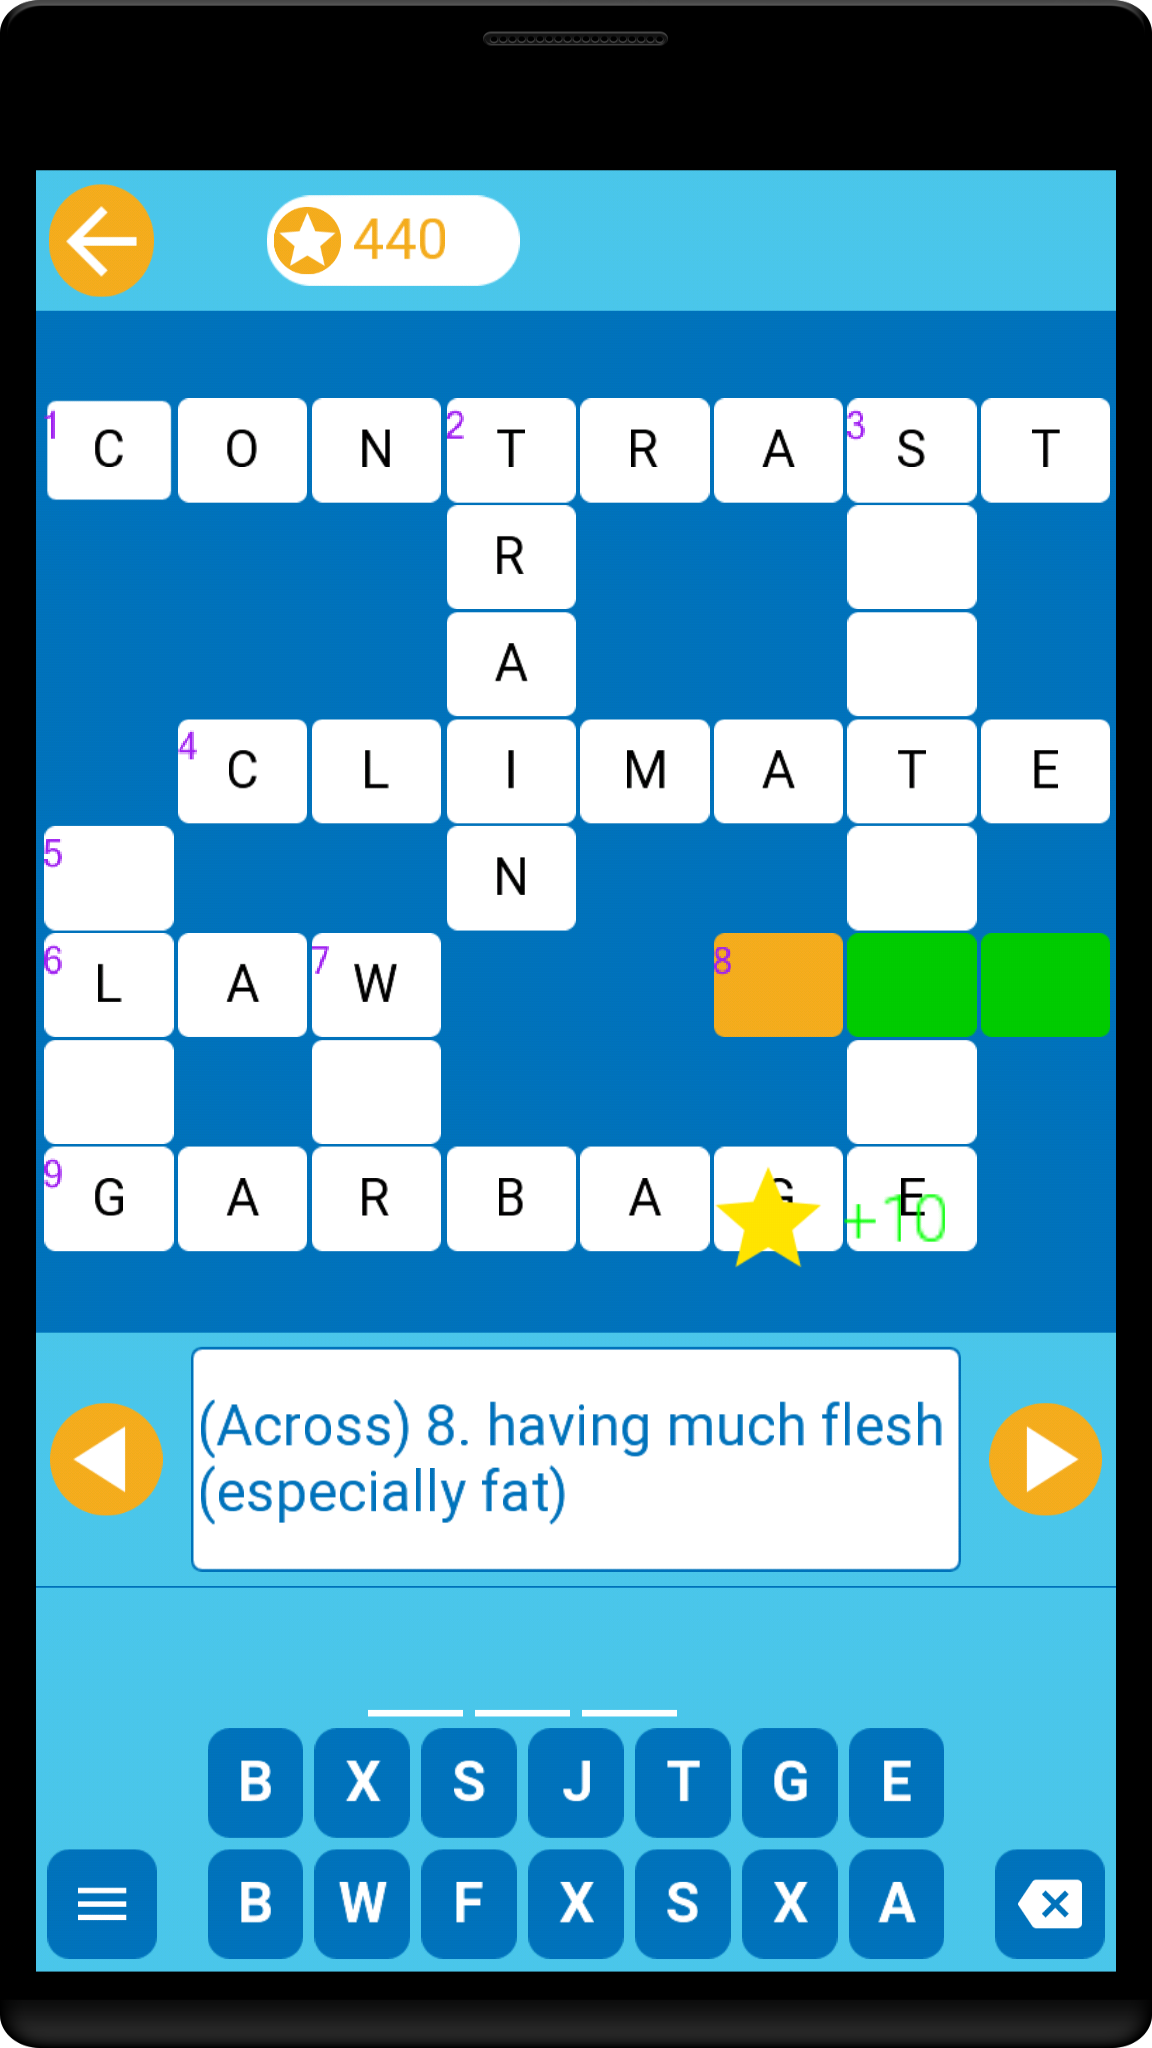 440
1 C O N 2 T R A 3 S T
R
A
4 C L I M A T E
5 N
6 L A 7 W 8
9 G A R B A G E
+10
(Across) 8. having much flesh
(especially fat)
B X S J T G E
B W F X S X A